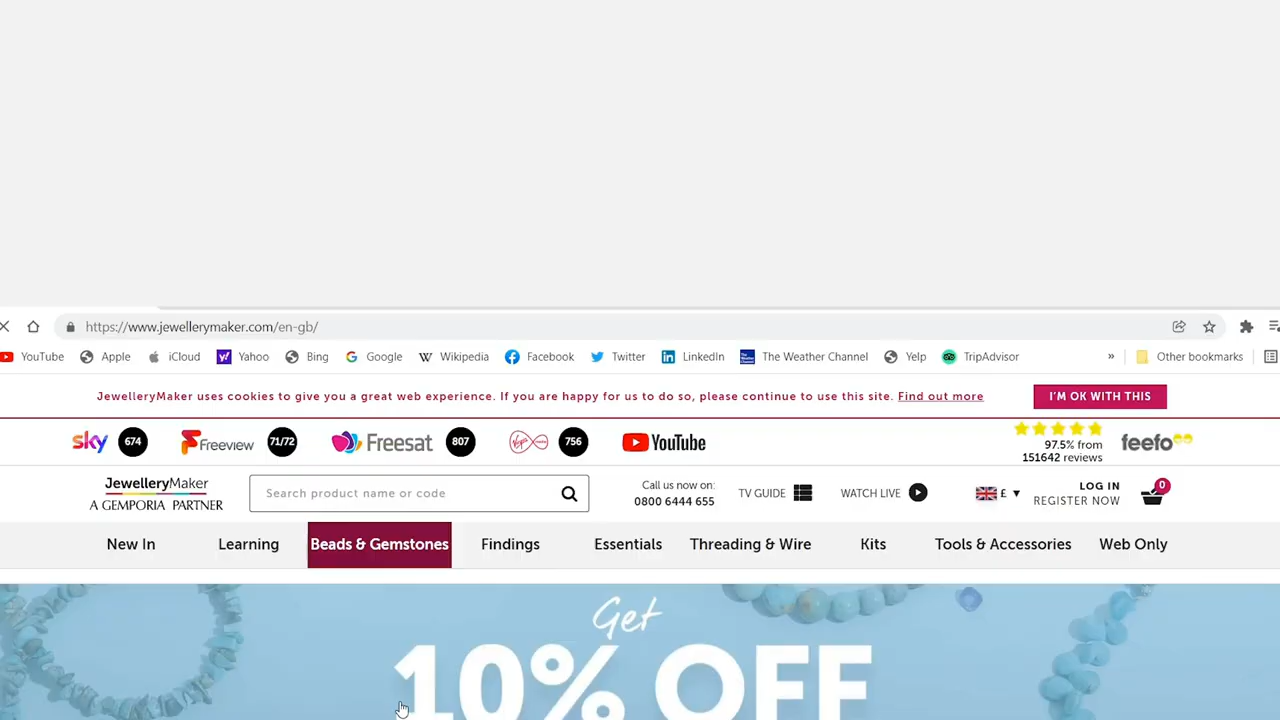 https://www.jewellerymaker.com/en-gb/
YouTube Apple iCloud Yahoo Bing Google Wikipedia Facebook Twitter LinkedIn The Weather Channel Yelp TripAdvisor » Other bookmarks
JewelleryMaker uses cookies to give you a great web experience. If you are happy for us to do so, please continue to use this site. Find out more I'M OK WITH THIS
sky 674 Freeview 71/72 Freesat 807 Virgin media 756 YouTube 97.5% from feefo
151642 reviews
JewelleryMaker
A GEMPORIA PARTNER
Search product name or code
Call us now on:
0800 6444 655
TV GUIDE
WATCH LIVE
£
LOG IN
REGISTER NOW
0
New In Learning Beads & Gemstones Findings Essentials Threading & Wire Kits Tools & Accessories Web Only
Get
10% OFF